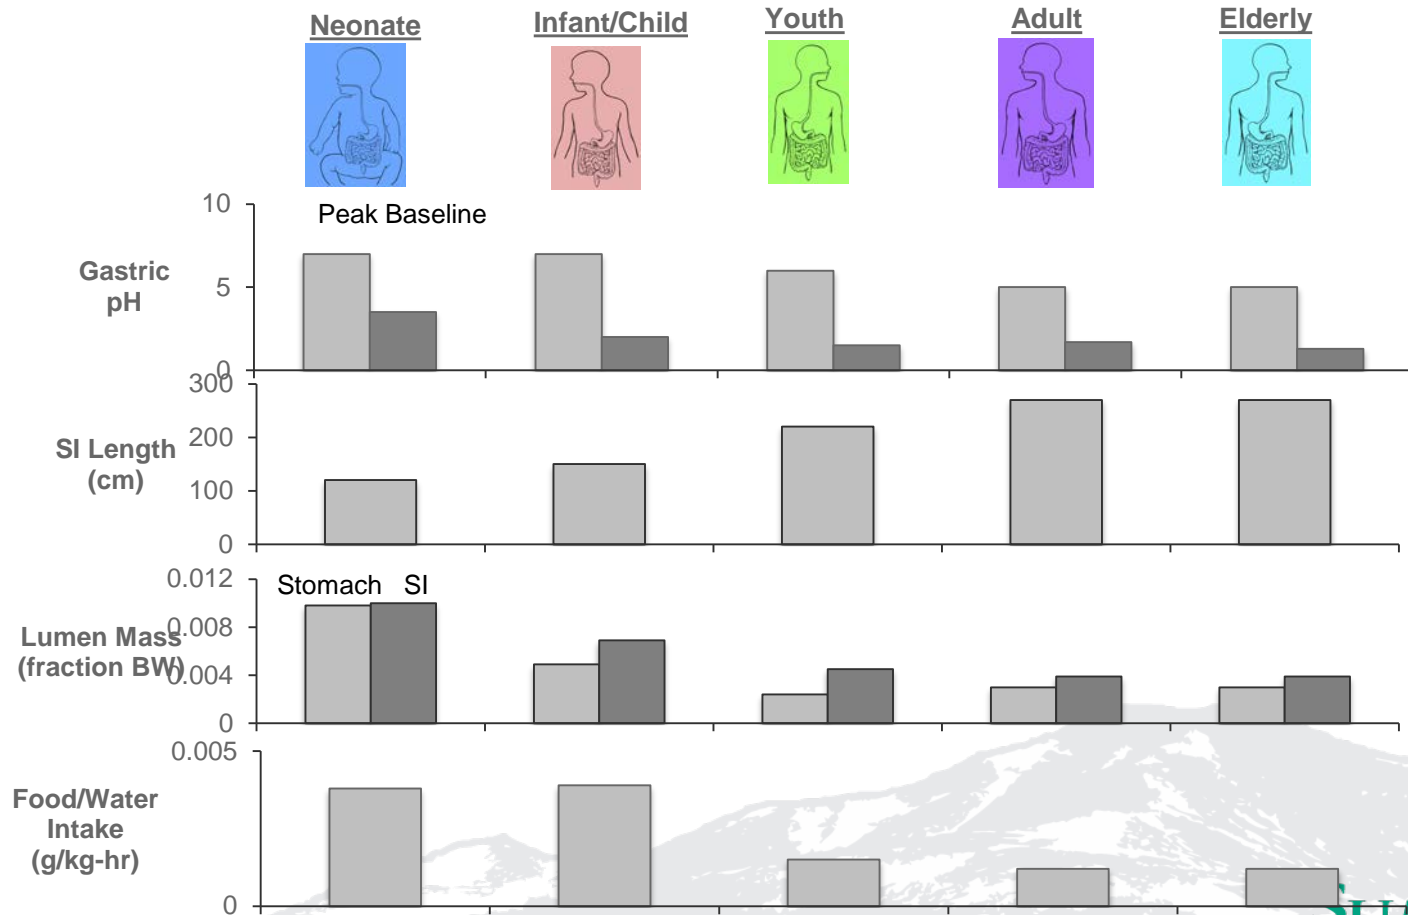 Neonate
Infant/Child
Youth
Adult
Elderly
10
Peak Baseline
Gastric
pH
5
0
300
SI Length
(cm)
200
100
0
0.012
Stomach SI
Lumen Mass
(fraction BW)
0.008
0.004
0
0.005
Food/Water
Intake
(g/kg-hr)
0